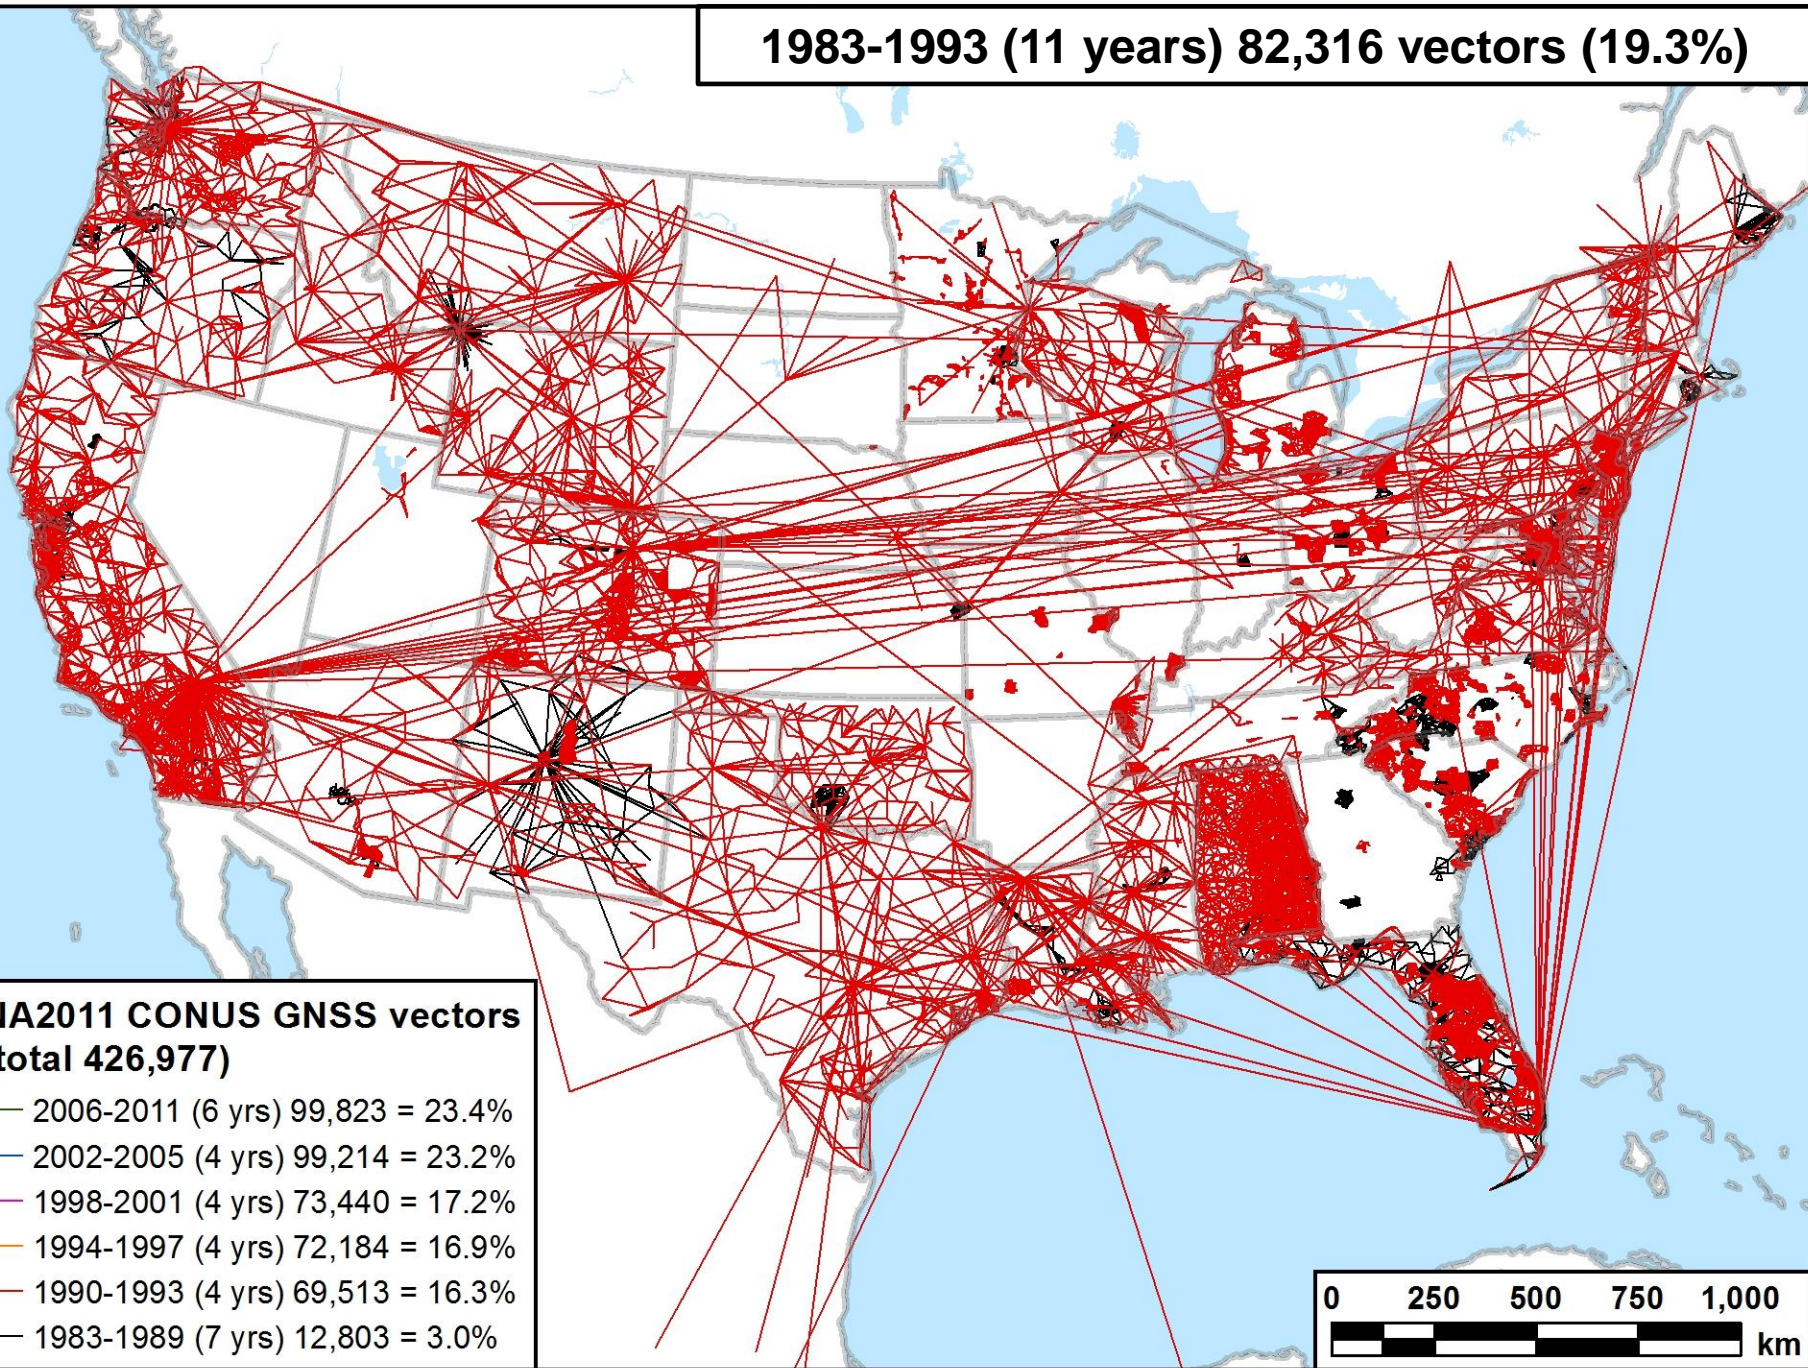 1983-1993 (11 years) 82,316 vectors (19.3%)
NA2011 CONUS GNSS vectors
total 426,977)
2006-2011 (6 yrs) 99,823 = 23.4%
2002-2005 (4 yrs) 99,214 = 23.2%
1998-2001 (4 yrs) 73,440 = 17.2%
1994-1997 (4 yrs) 72,184 = 16.9%
1990-1993 (4 yrs) 69,513 = 16.3%
1983-1989 (7 yrs) 12,803 = 3.0%
0 250 500 750 1,000
km